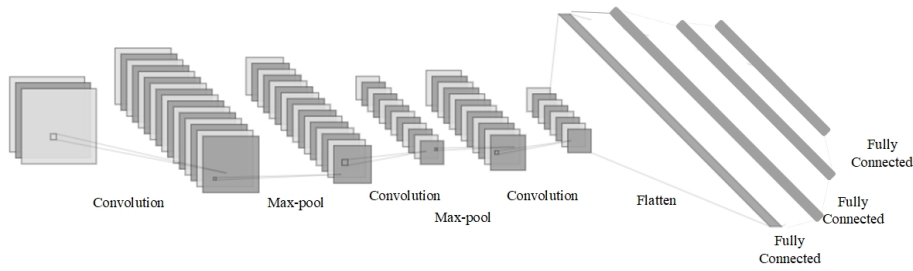 Convolution
Max-pool
Convolution
Max-pool
Convolution
Flatten
Fully
Connected
Fully
Connected
Fully
Connected